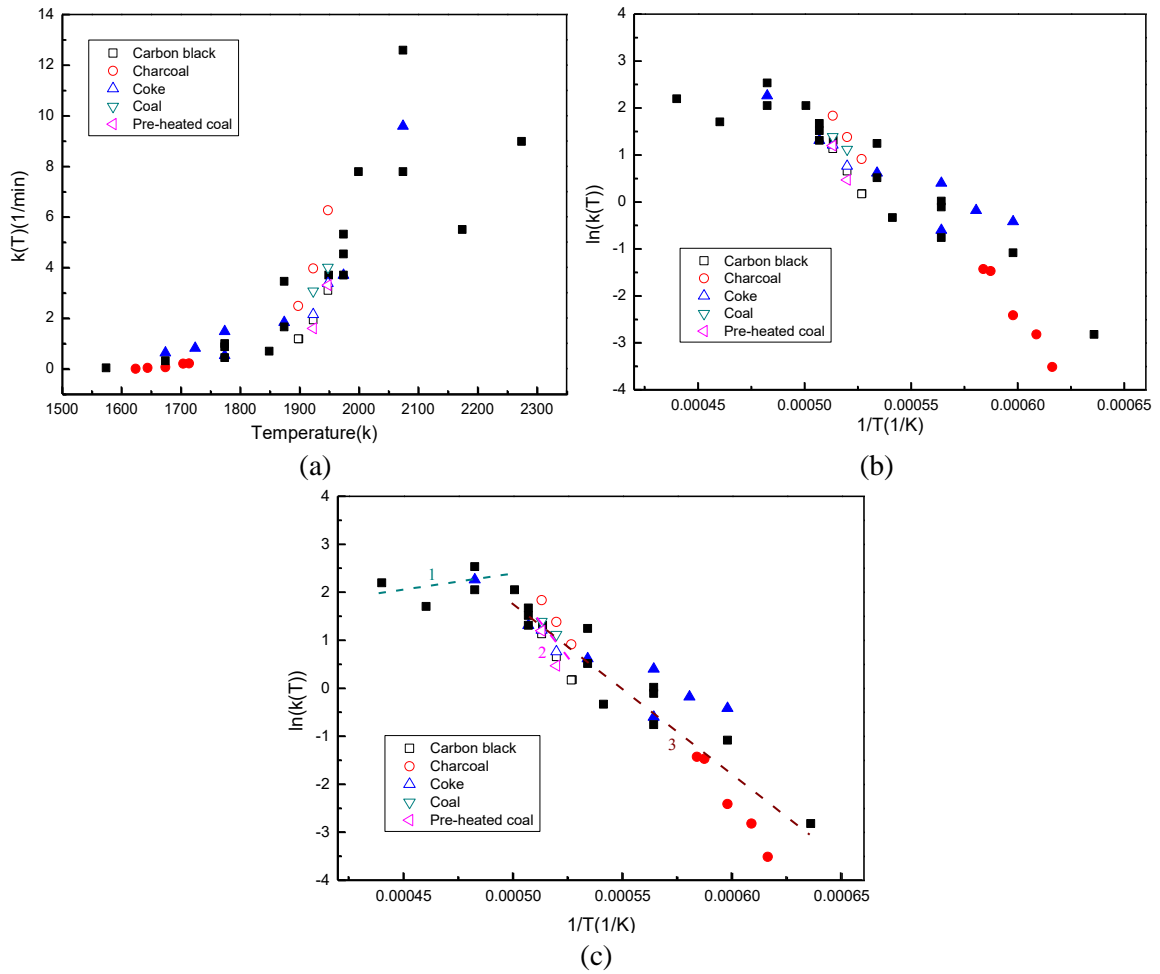 14
12
10
8
6
4
2
0
k(T)(1/min)
Carbon black
Charcoal
Coke
Coal
Pre-heated coal
1500 1600 1700 1800 1900 2000 2100 2200 2300
Temperature(k)
(a)
4
3
2
1
0
-1
-2
-3
-4
ln(k(T))
Carbon black
Charcoal
Coke
Coal
Pre-heated coal
0.00045 0.00050 0.00055 0.00060 0.00065
1/T(1/K)
(b)
4
3
2
1
0
-1
-2
-3
-4
ln(k(T))
1
2
3
Carbon black
Charcoal
Coke
Coal
Pre-heated coal
0.00045 0.00050 0.00055 0.00060 0.00065
1/T(1/K)
(c)